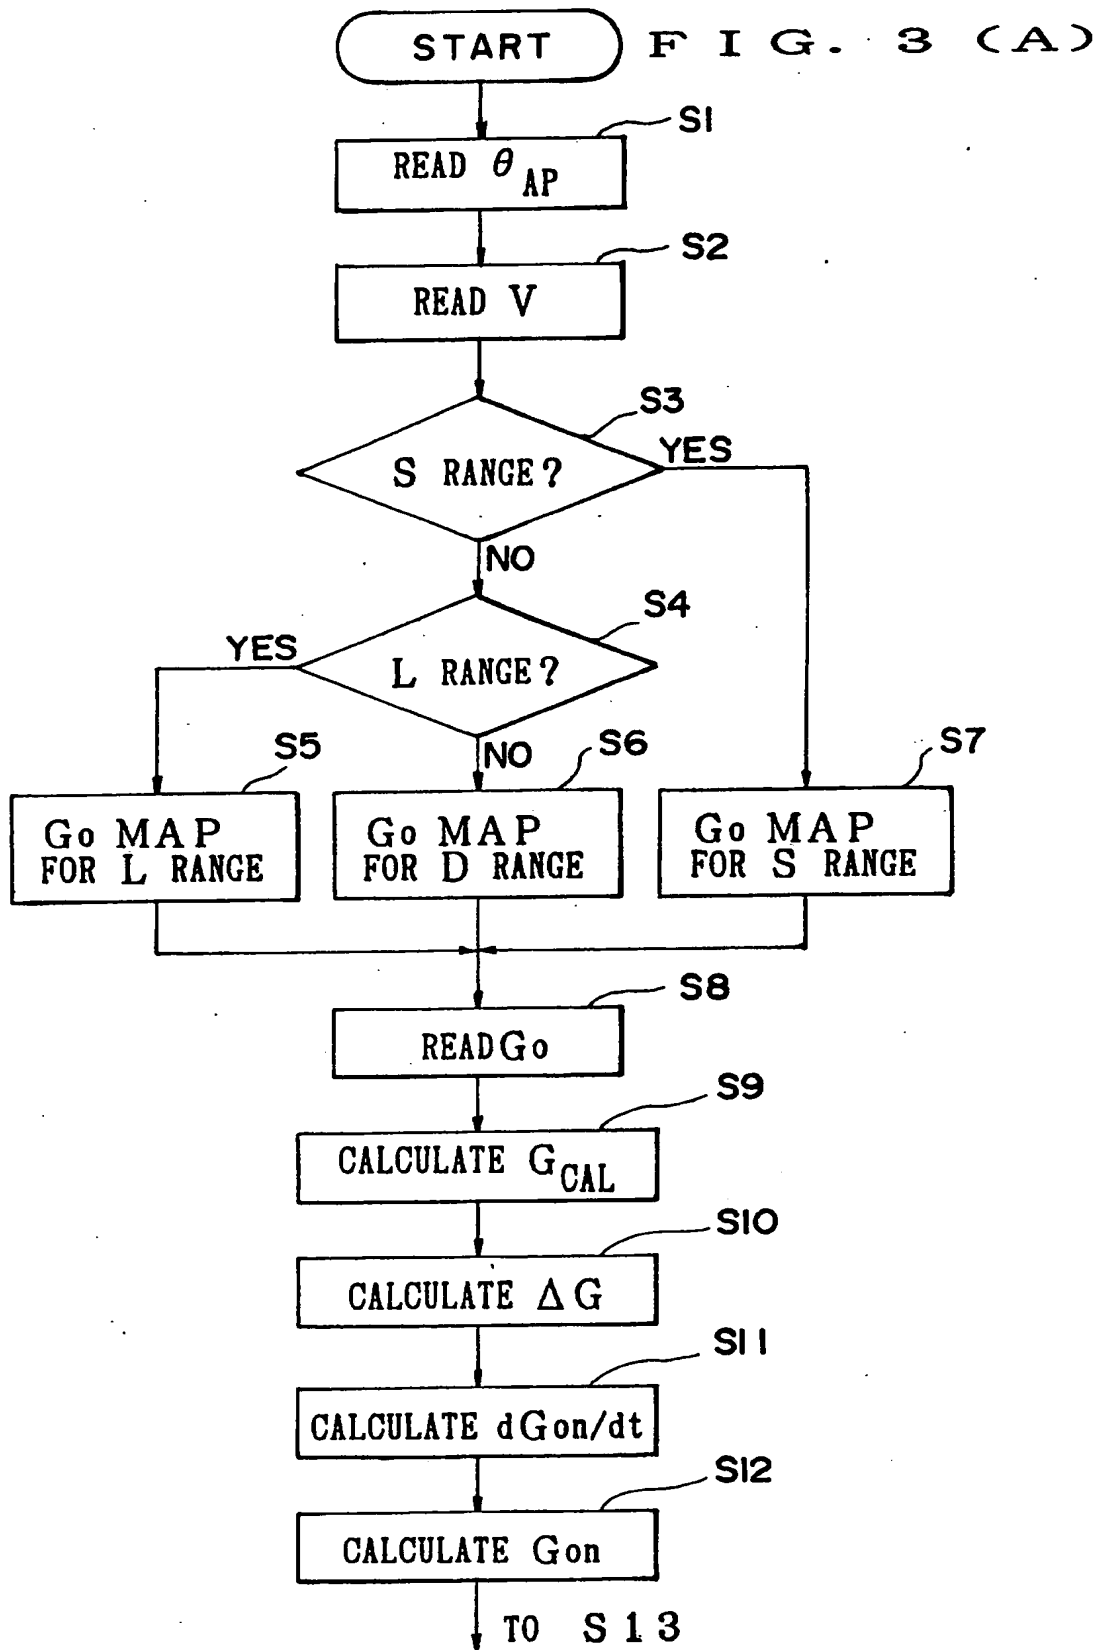 START
F I G. 3 (A)
S1
READ θAP
S2
READ V
S3
S RANGE?
YES
NO
S4
YES
L RANGE?
NO
S5
S6
S7
Go MAP
FOR L RANGE
Go MAP
FOR D RANGE
Go MAP
FOR S RANGE
S8
READ Go
S9
CALCULATE GCAL
S10
CALCULATE ΔG
S11
CALCULATE dGon/dt
S12
CALCULATE Gon
TO S13